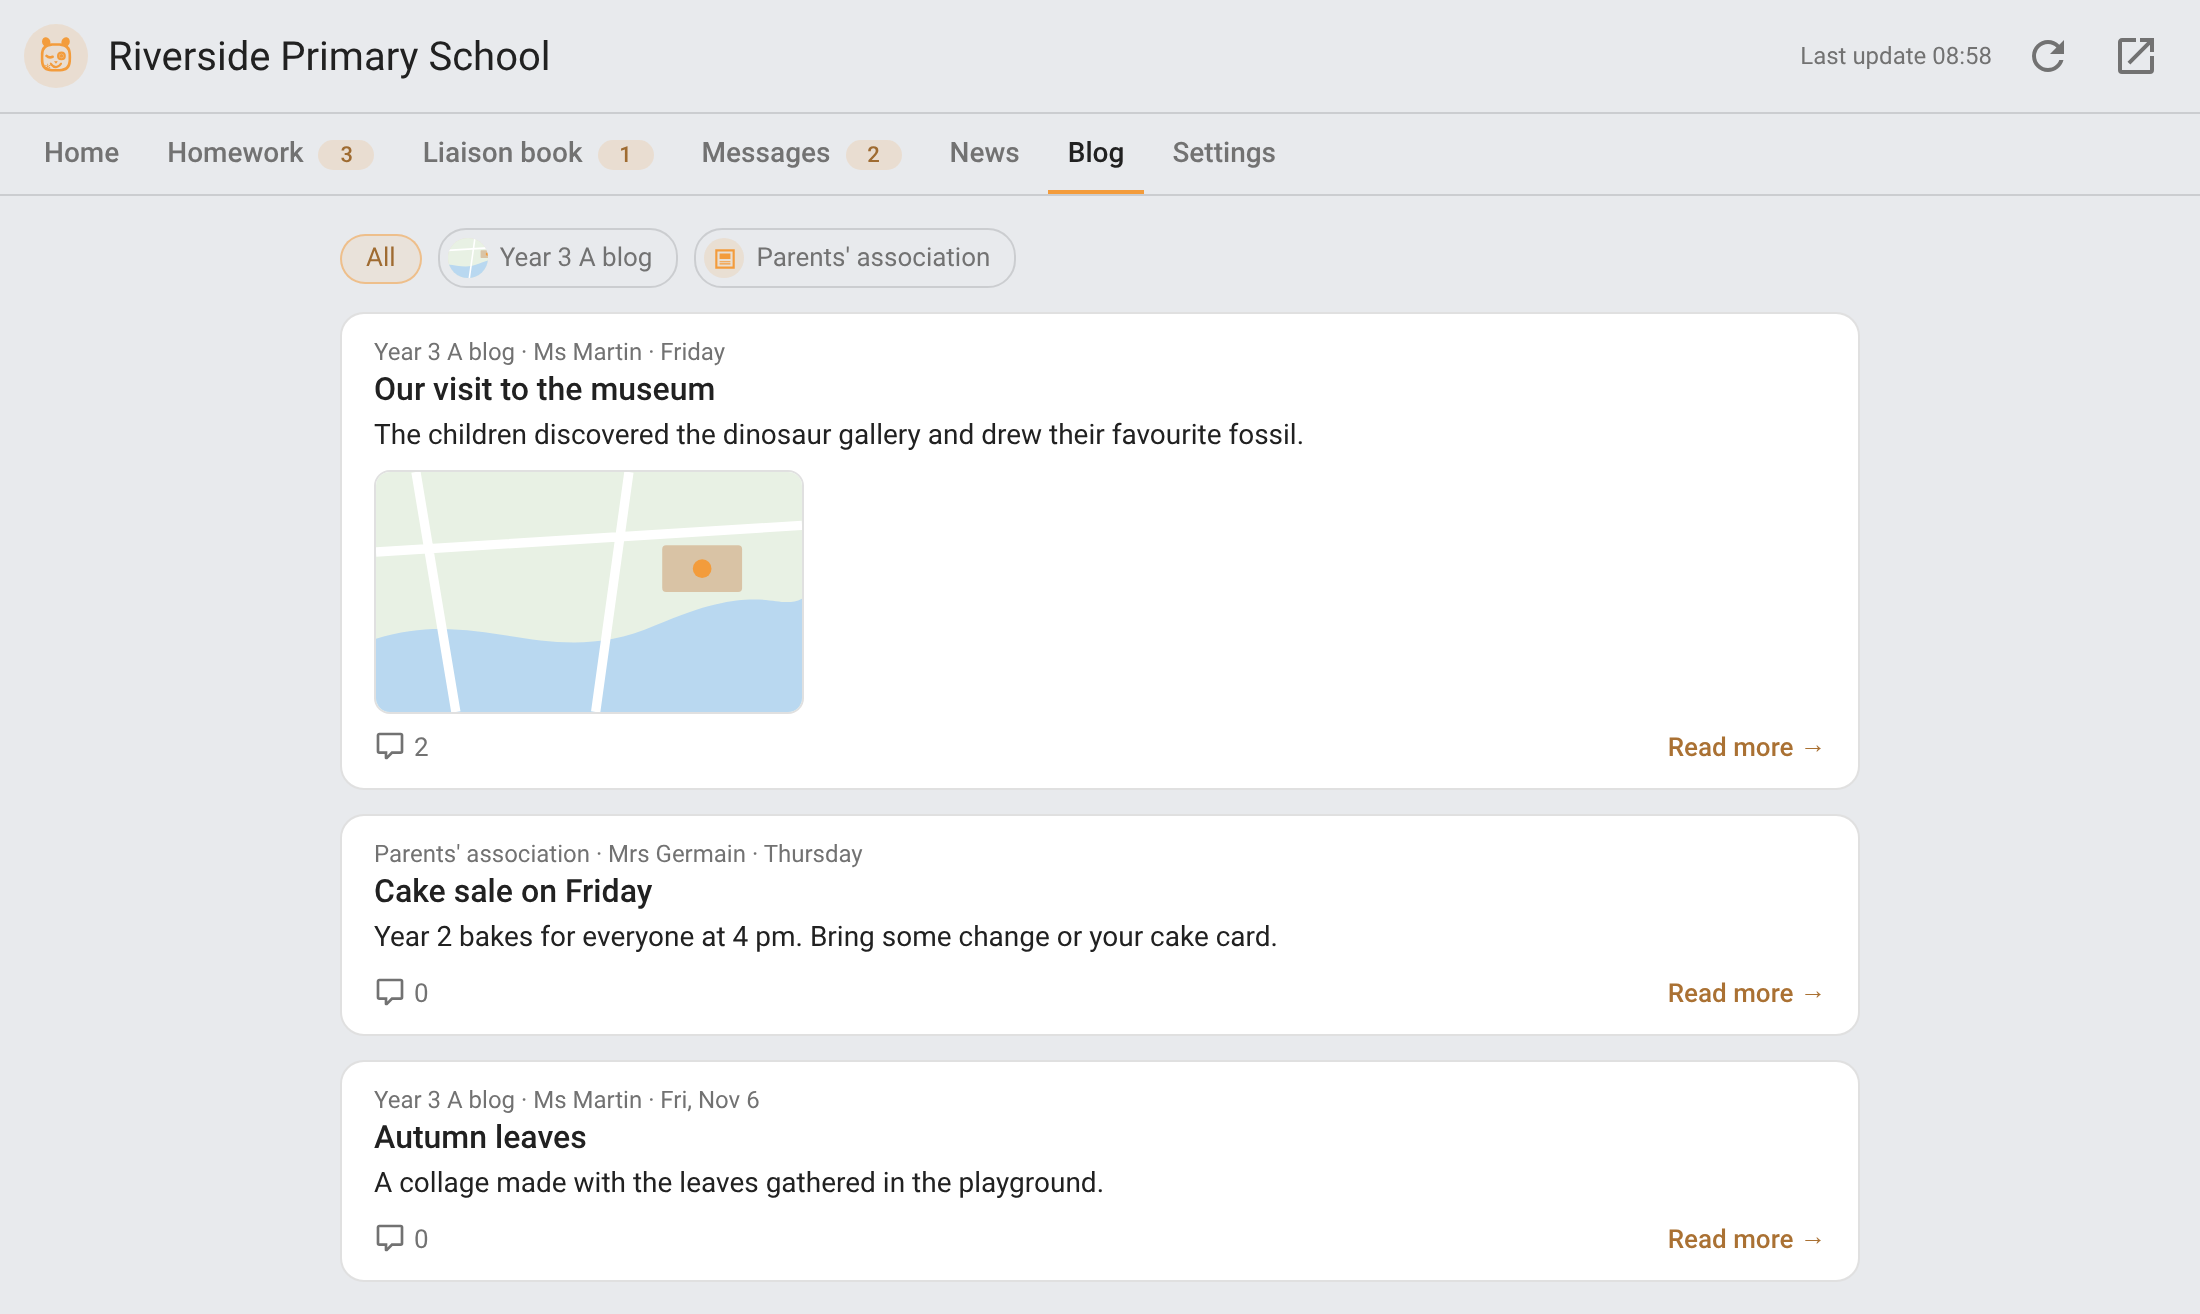 Riverside Primary School
Last update 08:58
Home Homework 3 Liaison book 1 Messages 2 News Blog Settings
All Year 3 A blog Parents' association
Year 3 A blog · Ms Martin · Friday
Our visit to the museum
The children discovered the dinosaur gallery and drew their favourite fossil.
2 Read more →
Parents' association · Mrs Germain · Thursday
Cake sale on Friday
Year 2 bakes for everyone at 4 pm. Bring some change or your cake card.
0 Read more →
Year 3 A blog · Ms Martin · Fri, Nov 6
Autumn leaves
A collage made with the leaves gathered in the playground.
0 Read more →